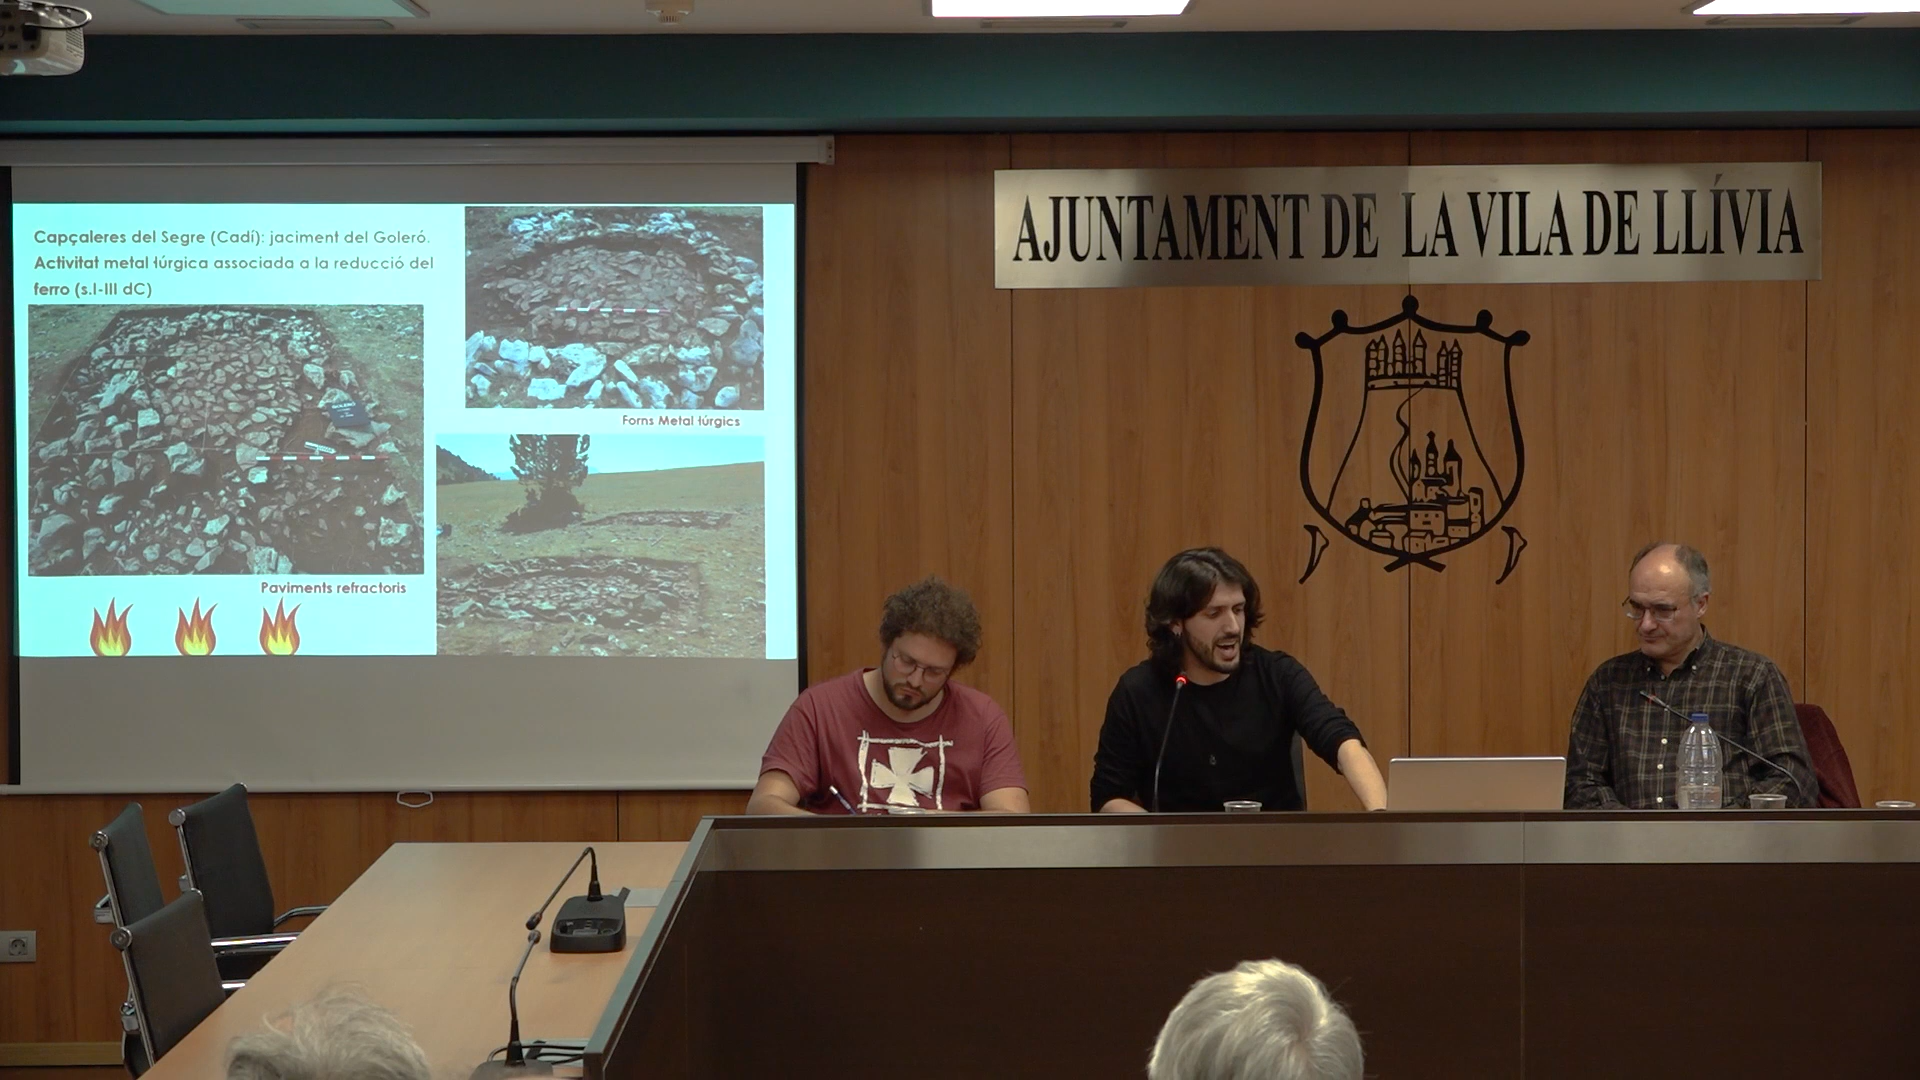 Capçaleres del Segre (Cadí): jaciment del Goleró.
Activitat metal·lúrgica associada a la reducció del
ferro (s.I-III dC)
Forns Metal·lúrgics
Paviments refractoris
AJUNTAMENT DE LA VILA DE LLÍVIA